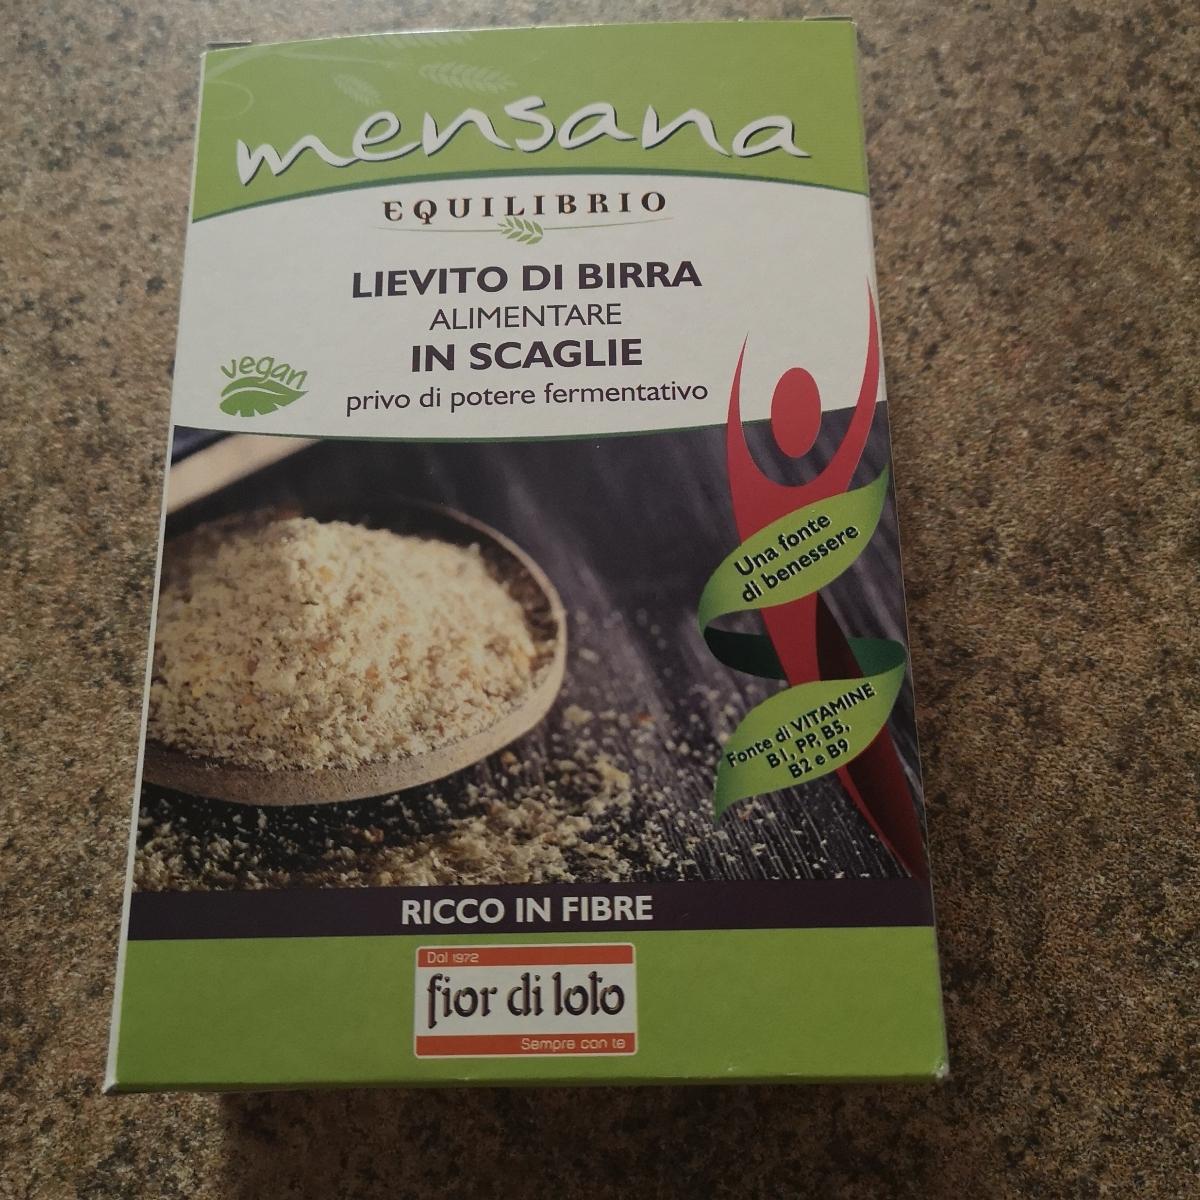 mensana
EQUILIBRIO
LIEVITO DI BIRRA
ALIMENTARE
IN SCAGLIE
privo di potere fermentativo
vegan
Una fonte
di benessere
Fonte di VITAMINE
B1, PP, B5,
B2 e B9
RICCO IN FIBRE
Dal 1972
fior di loto
Sempre con te